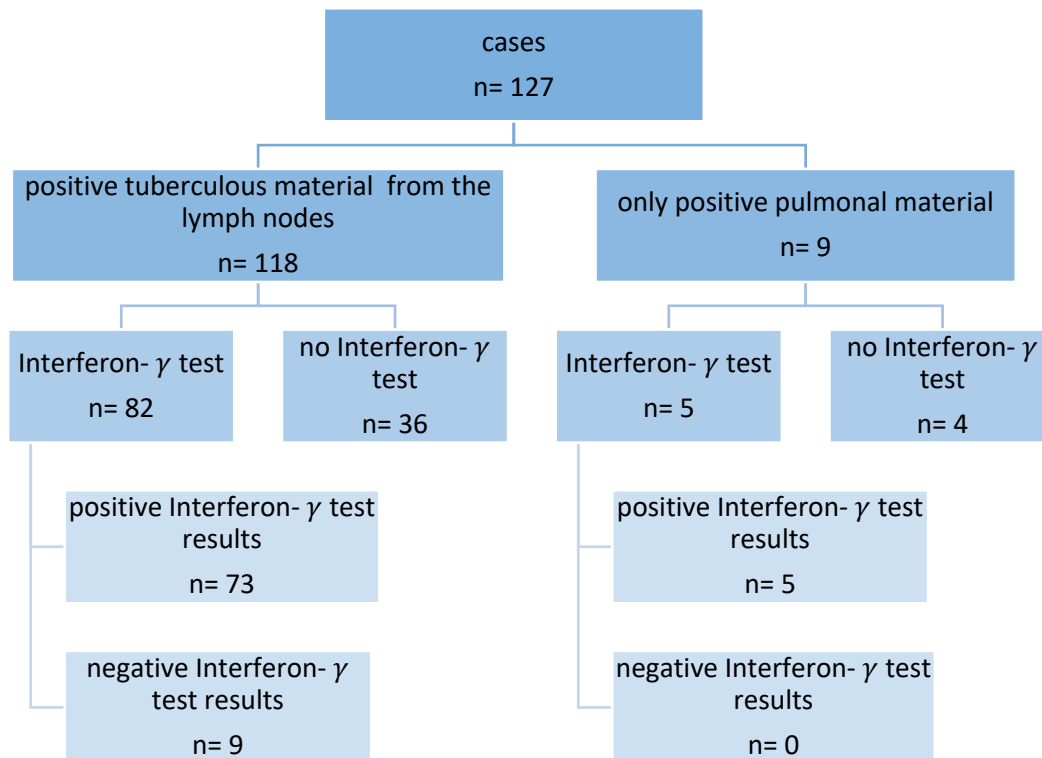 cases
n= 127
positive tuberculous material from the
lymph nodes
n= 118
only positive pulmonal material
n= 9
Interferon- γ test
n= 82
no Interferon- γ
test
n= 36
Interferon- γ test
n= 5
no Interferon- γ
test
n= 4
positive Interferon- γ test
results
n= 73
positive Interferon- γ test
results
n= 5
negative Interferon- γ
test results
n= 9
negative Interferon- γ test
results
n= 0